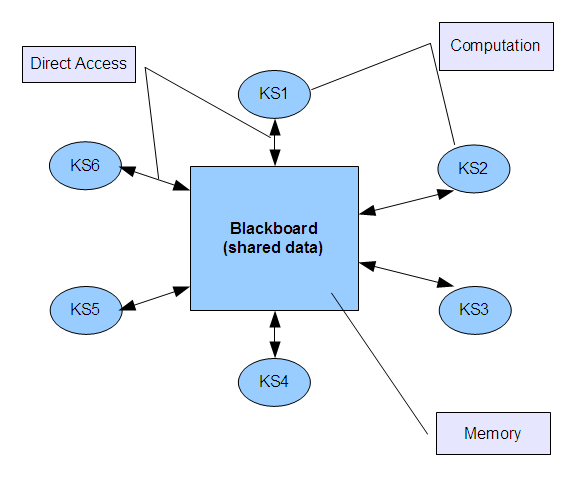 Computation
Direct Access
KS1
KS6
KS2
Blackboard
(shared data)
KS5
KS3
KS4
Memory